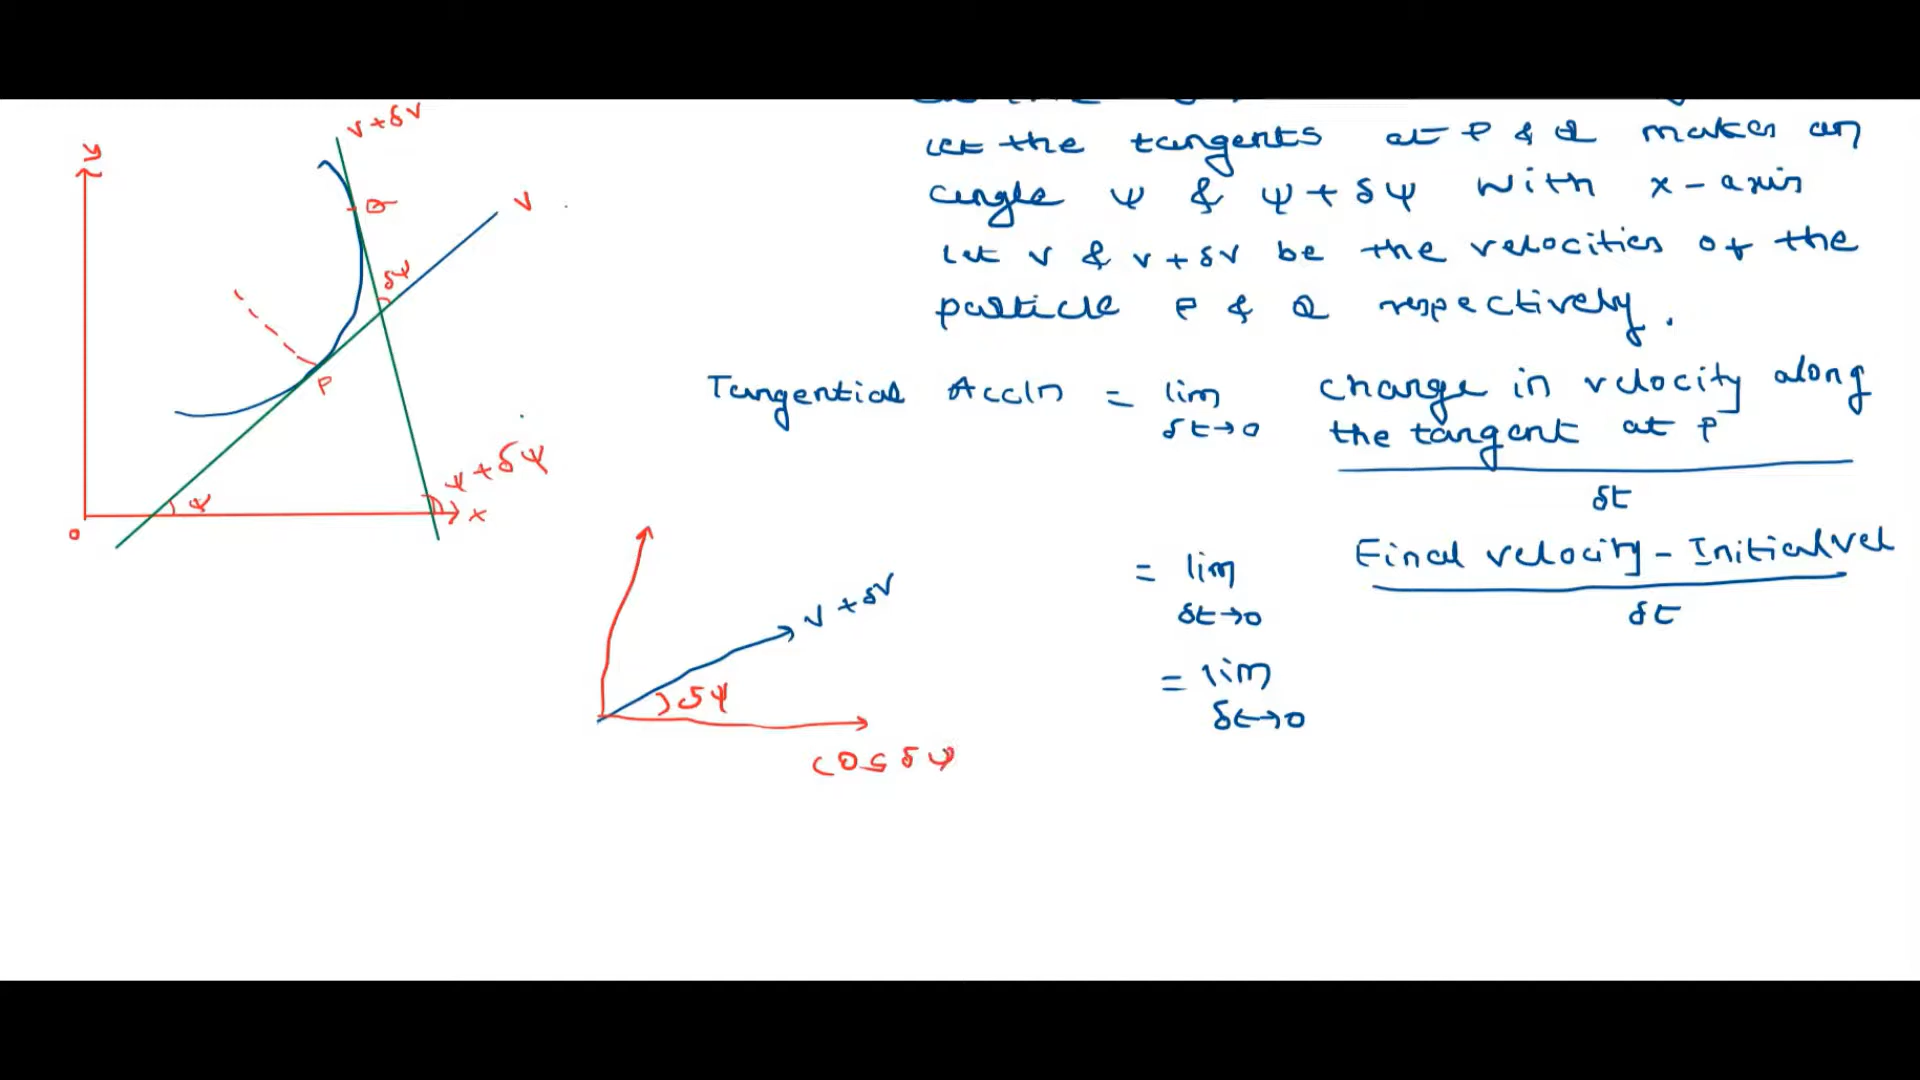 let the tangents at P & Q makes an
angle ψ & ψ + δψ with x-axis
let v & v + δv be the velocities of the
particle P & Q respectively.
Tangential Accln = lim change in velocity along
δt→0 the tangent at P
δt
= lim Final velocity - Initial vel
δt→0 δt
= lim
δt→0
y
v + δv
Q
v
δψ
P
ψ + δψ
ψ
x
o
v + δv
δψ
cos δψ